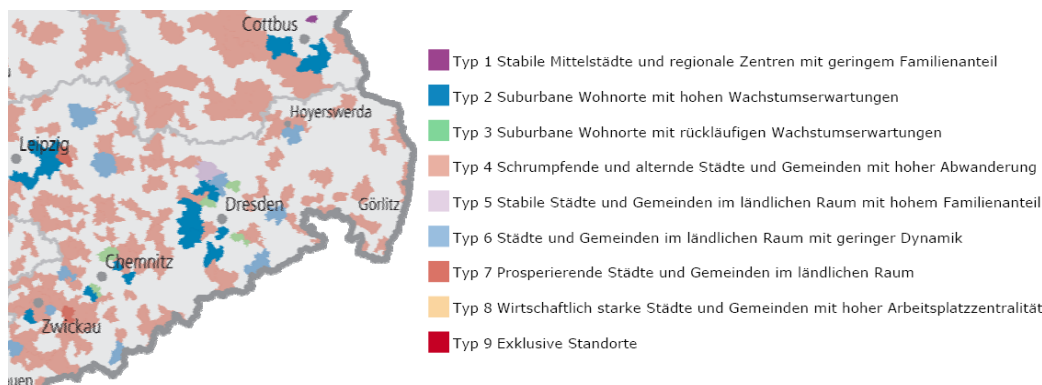 Cottbus
Hoyerswerda
Leipzig
Dresden
Görlitz
Chemnitz
Zwickau
Typ 1 Stabile Mittelstädte und regionale Zentren mit geringem Familienanteil
Typ 2 Suburbane Wohnorte mit hohen Wachstumserwartungen
Typ 3 Suburbane Wohnorte mit rückläufigen Wachstumserwartungen
Typ 4 Schrumpfende und alternde Städte und Gemeinden mit hoher Abwanderung
Typ 5 Stabile Städte und Gemeinden im ländlichen Raum mit hohem Familienanteil
Typ 6 Städte und Gemeinden im ländlichen Raum mit geringer Dynamik
Typ 7 Prosperierende Städte und Gemeinden im ländlichen Raum
Typ 8 Wirtschaftlich starke Städte und Gemeinden mit hoher Arbeitsplatzzentralität
Typ 9 Exklusive Standorte